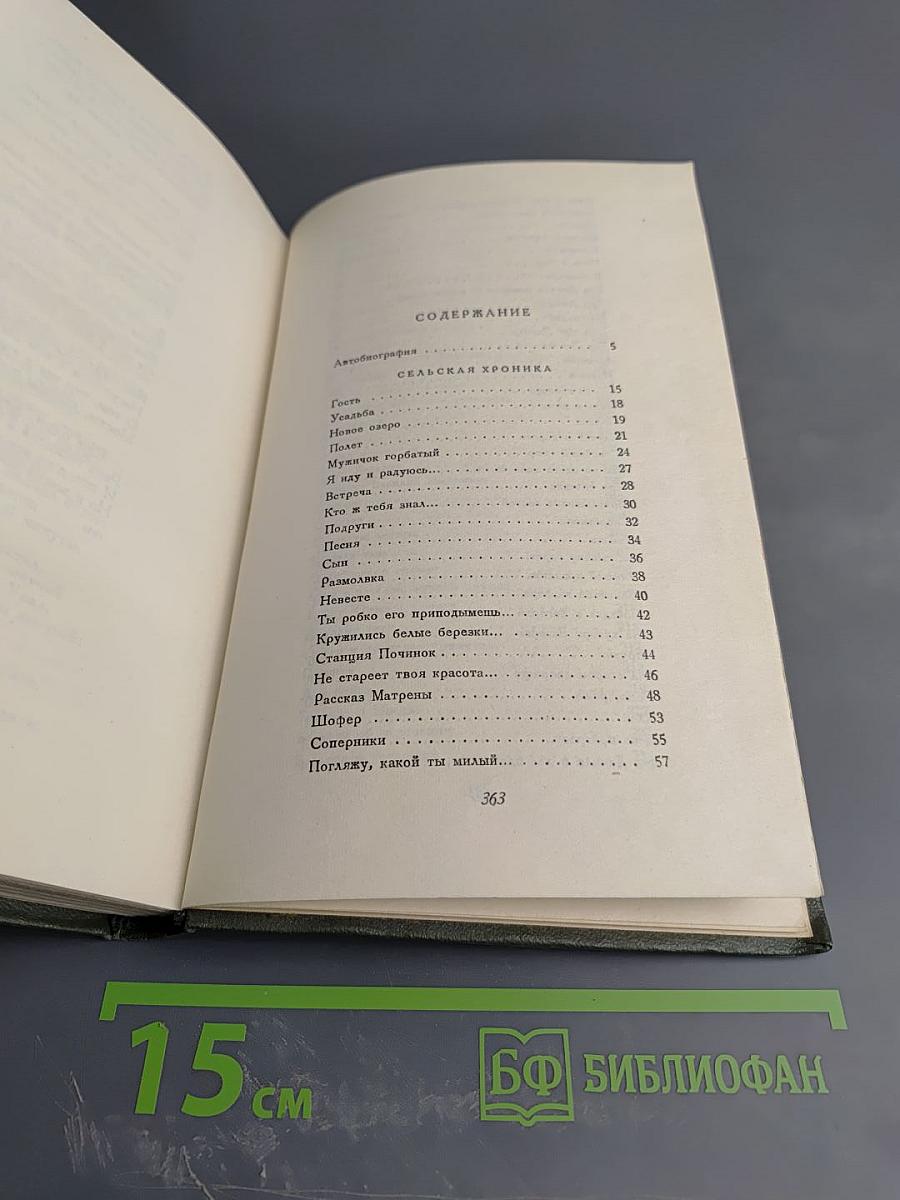 СОДЕРЖАНИЕ
Автобиография . . . . . . . . . . . . . . . . . . 5
СЕЛЬСКАЯ ХРОНИКА
Гость . . . . . . . . . . . . . . . . . . . . . . 15
Усадьба . . . . . . . . . . . . . . . . . . . . . 18
Новое озеро . . . . . . . . . . . . . . . . . . . 19
Полет . . . . . . . . . . . . . . . . . . . . . . 21
Мужичок горбатый . . . . . . . . . . . . . . . 24
Я иду и радуюсь... . . . . . . . . . . . . . . . 27
Встреча . . . . . . . . . . . . . . . . . . . . . 28
Кто ж тебя знал... . . . . . . . . . . . . . . . 30
Подруги . . . . . . . . . . . . . . . . . . . . . 32
Песня . . . . . . . . . . . . . . . . . . . . . . 34
Сын . . . . . . . . . . . . . . . . . . . . . . . 36
Размолвка . . . . . . . . . . . . . . . . . . . 38
Невесте . . . . . . . . . . . . . . . . . . . . . 40
Ты робко его приподымешь... . . . . . . . . . 42
Кружились белые березки... . . . . . . . . . . 43
Станция Починок . . . . . . . . . . . . . . . 44
Не стареет твоя красота... . . . . . . . . . . 46
Рассказ Матрены . . . . . . . . . . . . . . . 48
Шофер . . . . . . . . . . . . . . . . . . . . . 53
Соперники . . . . . . . . . . . . . . . . . . . 55
Погляжу, какой ты милый... . . . . . . . . . . 57
363
15 см
БФ БИБЛИОФАН